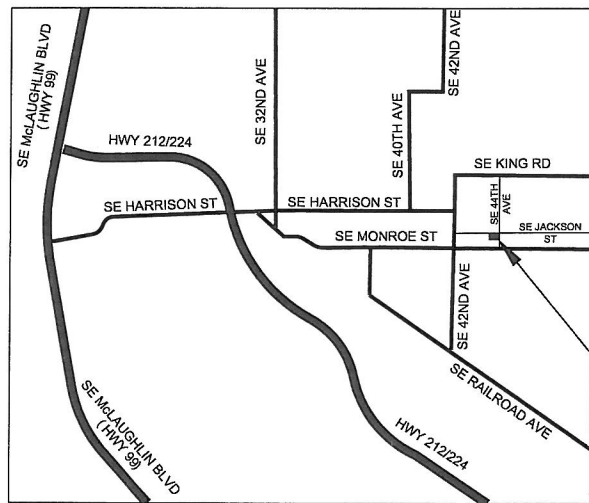 SE McLAUGHLIN BLVD
( HWY 99)
HWY 212/224
SE 32ND AVE
SE 40TH AVE
SE 42ND AVE
SE KING RD
SE 44TH
AVE
SE HARRISON ST
SE HARRISON ST
SE JACKSON
ST
SE MONROE ST
SE 42ND AVE
SE RAILROAD AVE
SE McLAUGHLIN BLVD
( HWY 99)
HWY 212/224